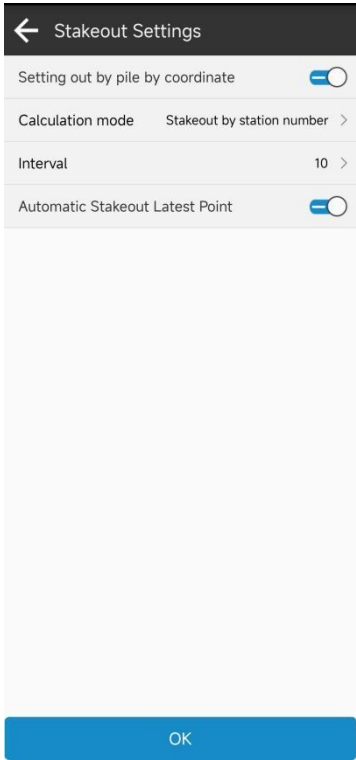 Stakeout Settings
Setting out by pile by coordinate
Calculation mode Stakeout by station number
Interval 10
Automatic Stakeout Latest Point
OK